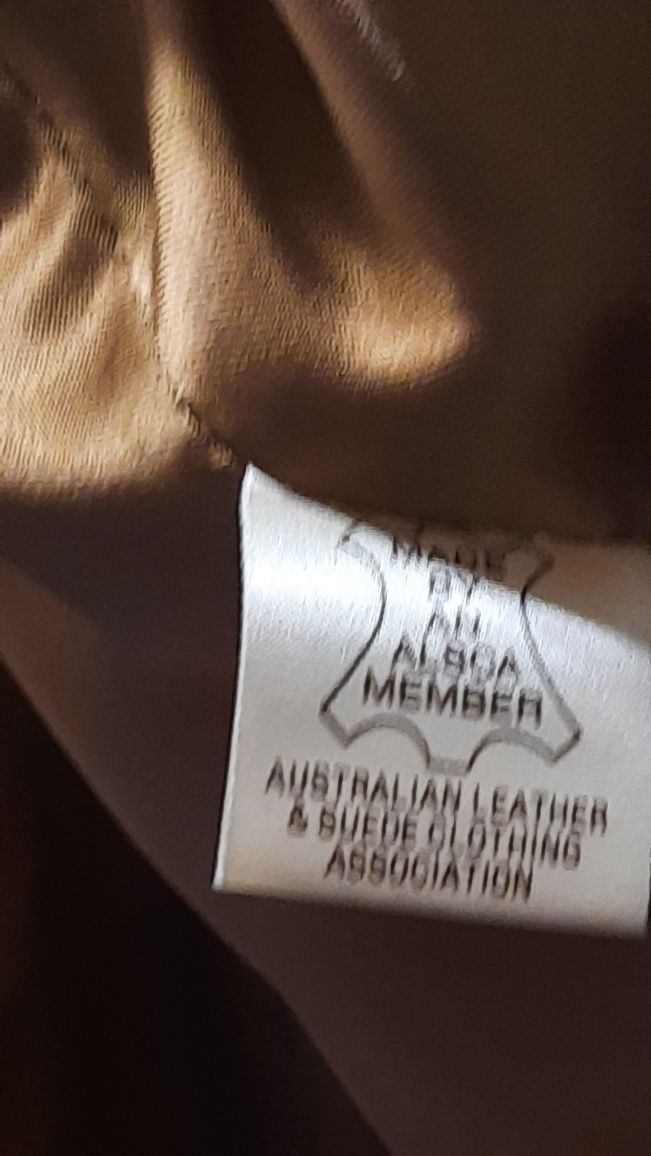 MADE
BY
AN
ALSCA
MEMBER
AUSTRALIAN LEATHER
& SUEDE CLOTHING
ASSOCIATION